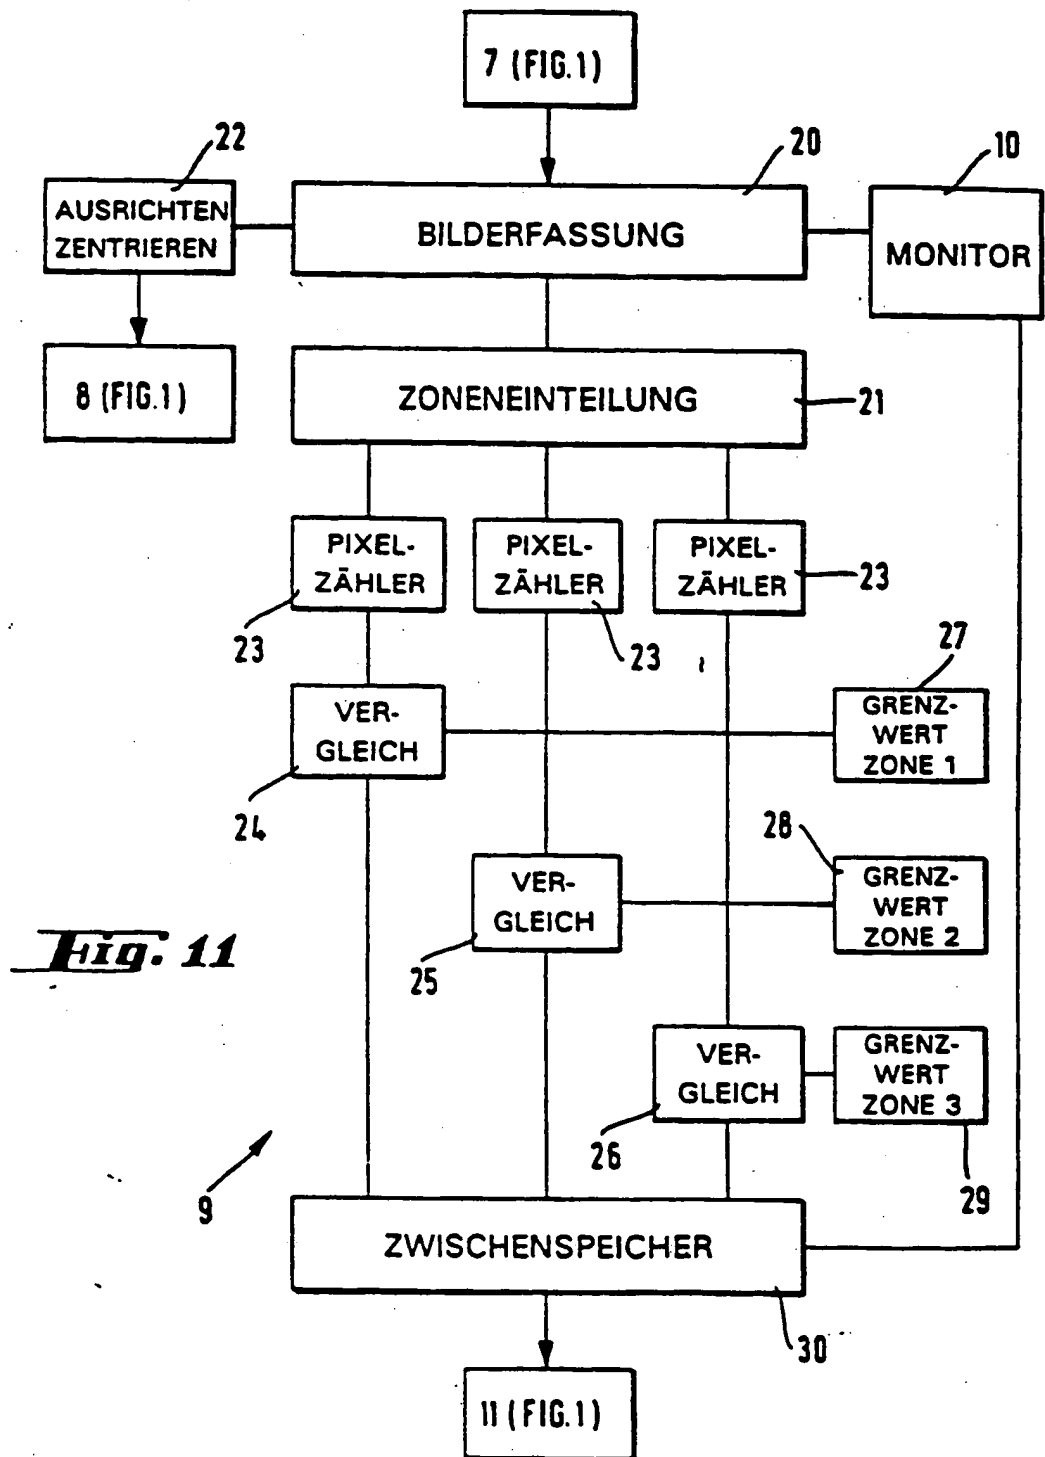 7 (FIG.1)
22
20
10
AUSRICHTEN
ZENTRIEREN
BILDERFASSUNG
MONITOR
8 (FIG.1)
ZONENEINTEILUNG
21
PIXEL-
ZÄHLER
PIXEL-
ZÄHLER
PIXEL-
ZÄHLER
23
23
23
27
VER-
GLEICH
GRENZ-
WERT
ZONE 1
24
28
VER-
GLEICH
GRENZ-
WERT
ZONE 2
Fig. 11
25
VER-
GLEICH
GRENZ-
WERT
ZONE 3
26
29
9
ZWISCHENSPEICHER
30
11 (FIG.1)